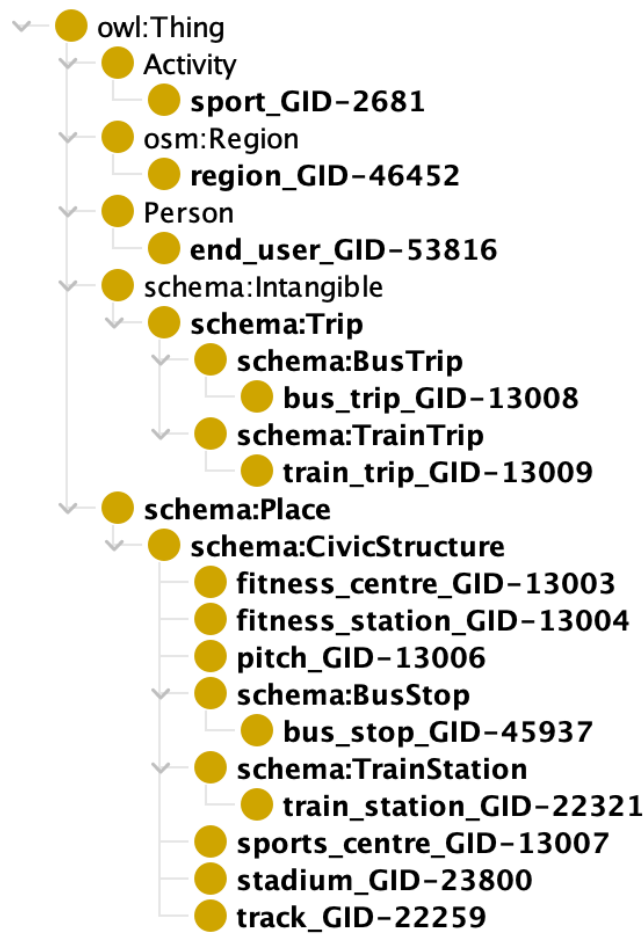 owl:Thing
Activity
sport_GID-2681
osm:Region
region_GID-46452
Person
end_user_GID-53816
schema:Intangible
schema:Trip
schema:BusTrip
bus_trip_GID-13008
schema:TrainTrip
train_trip_GID-13009
schema:Place
schema:CivicStructure
fitness_centre_GID-13003
fitness_station_GID-13004
pitch_GID-13006
schema:BusStop
bus_stop_GID-45937
schema:TrainStation
train_station_GID-22321
sports_centre_GID-13007
stadium_GID-23800
track_GID-22259